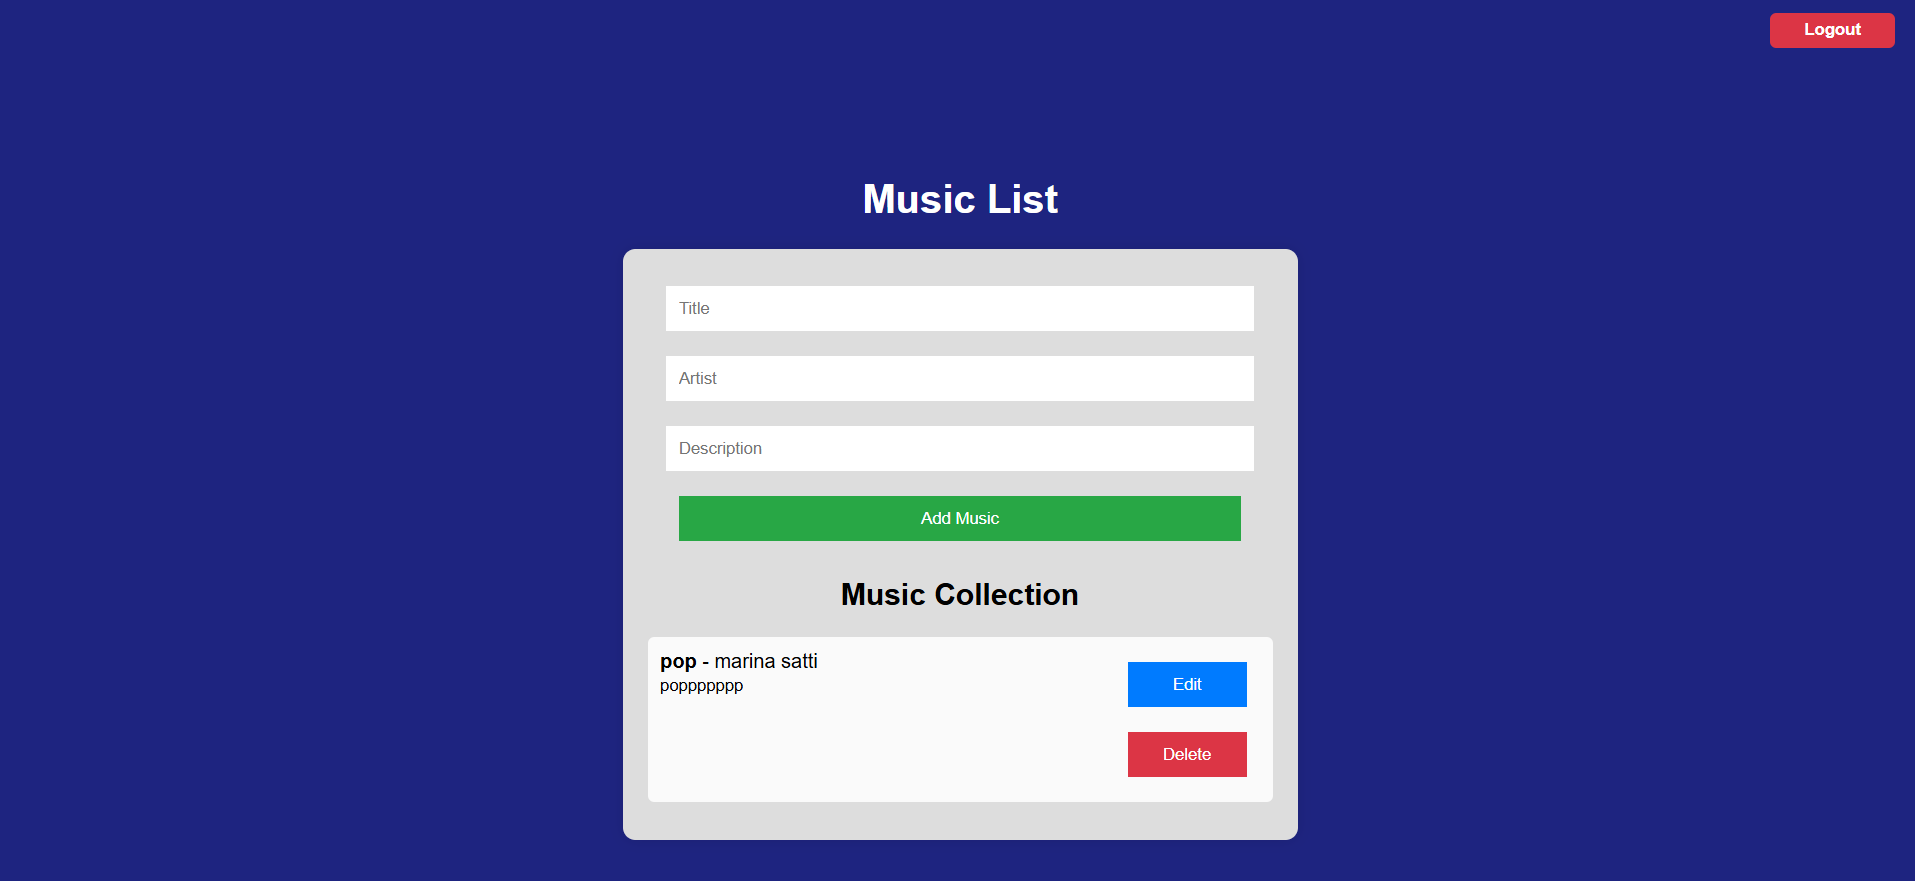 Logout
Music List
Title
Artist
Description
Add Music
Music Collection
pop - marina satti
poppppppp
Edit
Delete